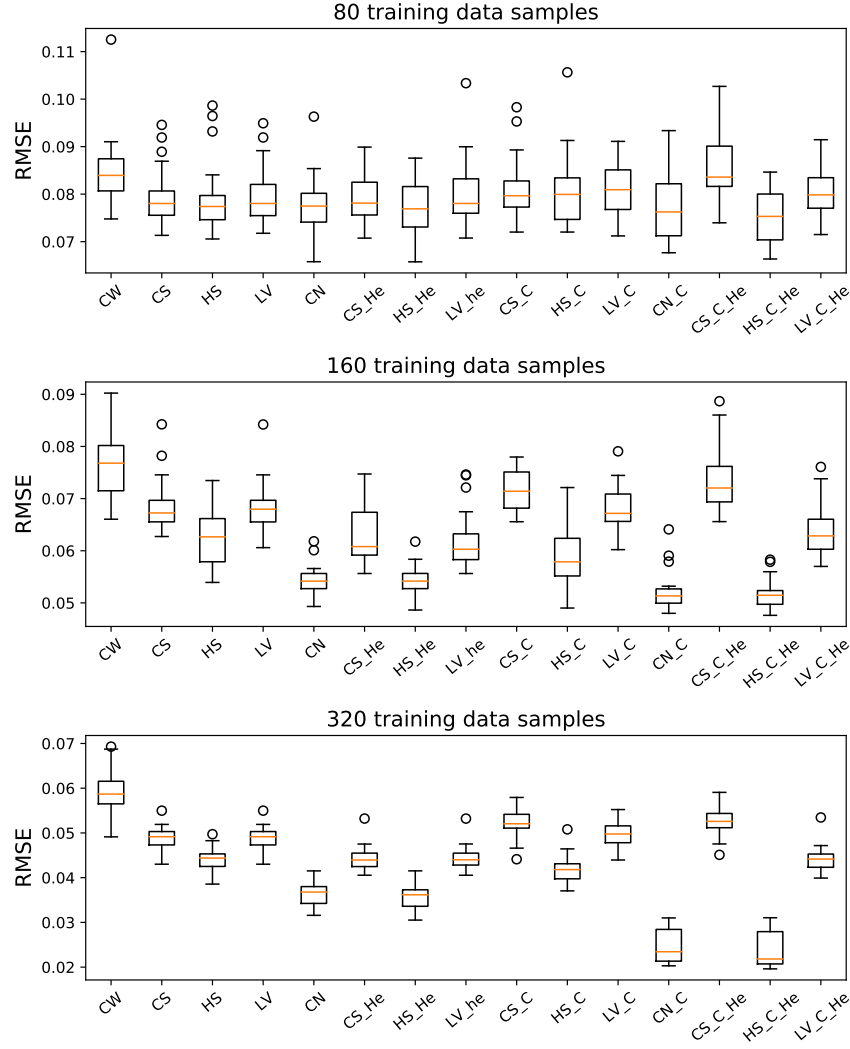 80 training data samples
0.11
0.10
0.09
0.08
0.07
RMSE
CW CS HS LV CN CS_He HS_He LV_he CS_C HS_C LV_C CN_C CS_C_He HS_C_He LV_C_He
160 training data samples
0.09
0.08
0.07
0.06
0.05
RMSE
CW CS HS LV CN CS_He HS_He LV_he CS_C HS_C LV_C CN_C CS_C_He HS_C_He LV_C_He
320 training data samples
0.07
0.06
0.05
0.04
0.03
0.02
RMSE
CW CS HS LV CN CS_He HS_He LV_he CS_C HS_C LV_C CN_C CS_C_He HS_C_He LV_C_He